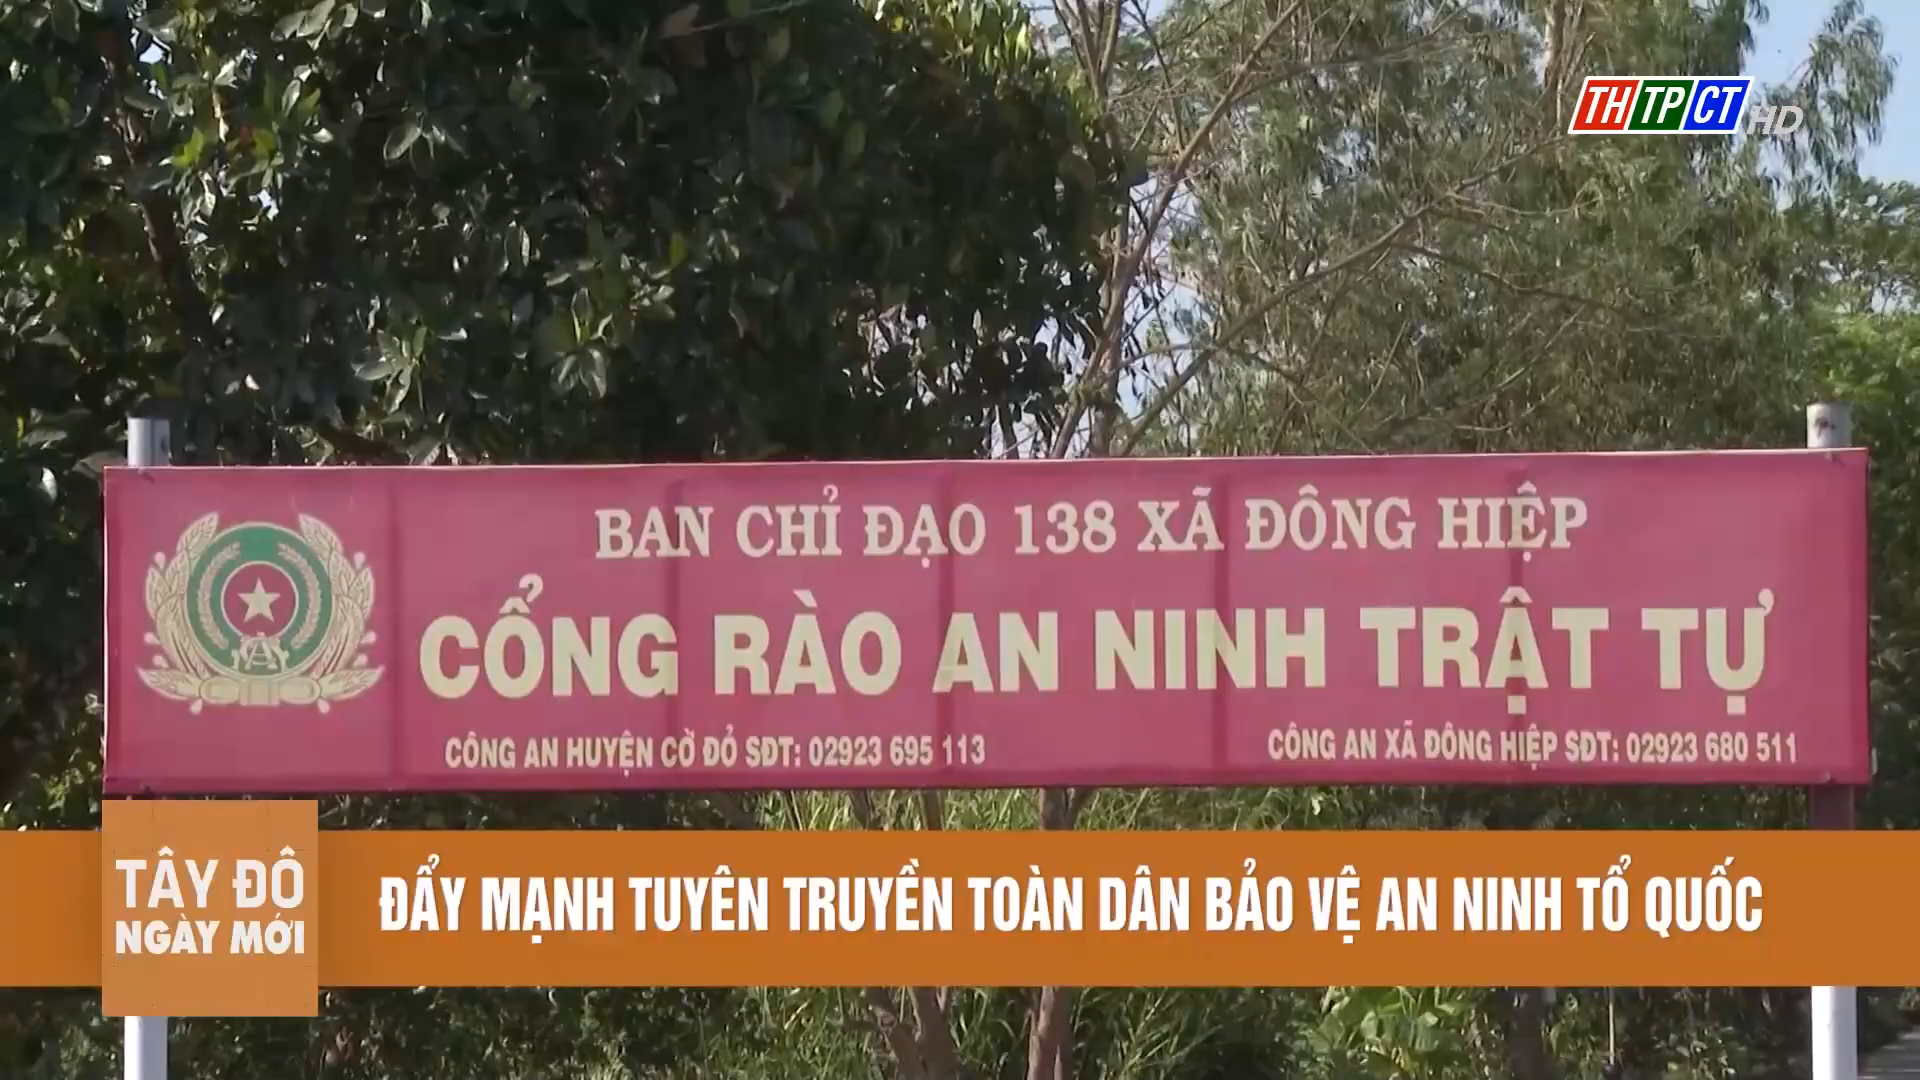 THTPCT HD
BAN CHỈ ĐẠO 138 XÃ ĐÔNG HIỆP
CỔNG RÀO AN NINH TRẬT TỰ
CÔNG AN HUYỆN CỜ ĐỎ SĐT: 02923 695 113
CÔNG AN XÃ ĐÔNG HIỆP SĐT: 02923 680 511
TÂY ĐÔ
NGÀY MỚI
ĐẨY MẠNH TUYÊN TRUYỀN TOÀN DÂN BẢO VỆ AN NINH TỔ QUỐC